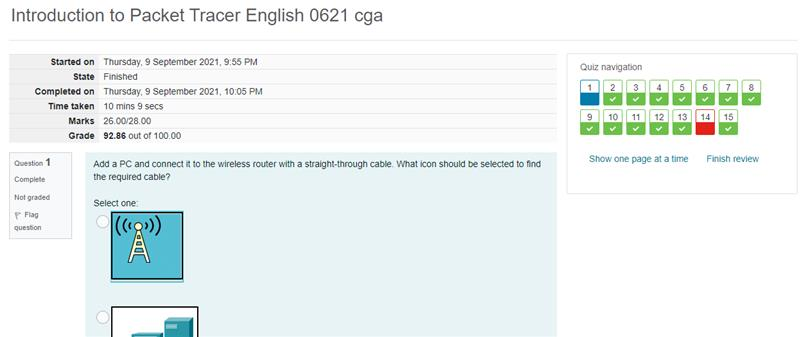 Introduction to Packet Tracer English 0621 cga
Started on Thursday, 9 September 2021, 9:55 PM
State Finished
Completed on Thursday, 9 September 2021, 10:05 PM
Time taken 10 mins 9 secs
Marks 26.00/28.00
Grade 92.86 out of 100.00
Question 1
Complete
Not graded
Flag
question
Add a PC and connect it to the wireless router with a straight-through cable. What icon should be selected to find
the required cable?
Select one:
Quiz navigation
1 2 3 4 5 6 7 8
9 10 11 12 13 14 15
Show one page at a time Finish review